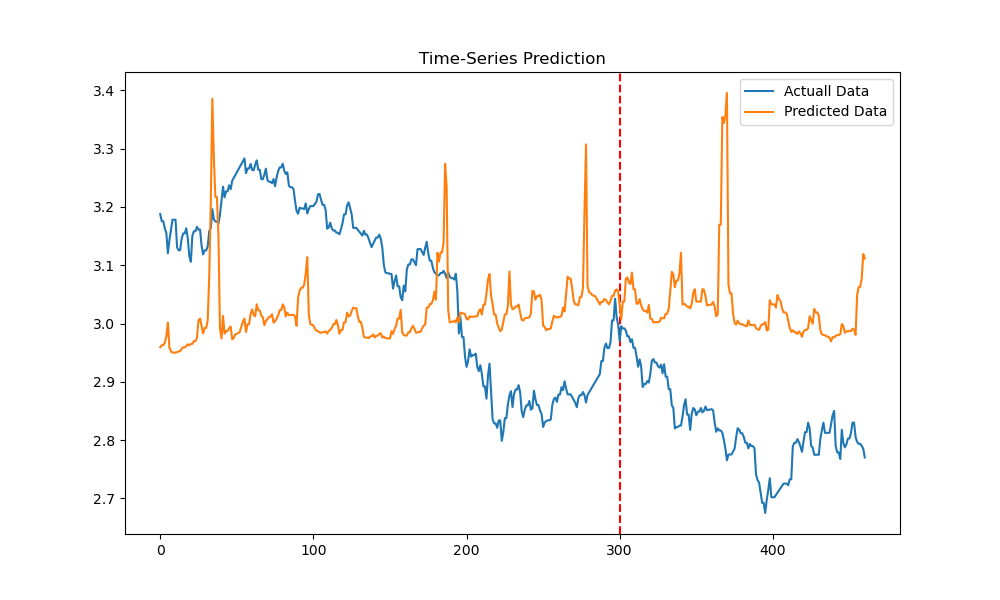 Time-Series Prediction
Actuall Data
Predicted Data
3.4
3.3
3.2
3.1
3.0
2.9
2.8
2.7
0 100 200 300 400